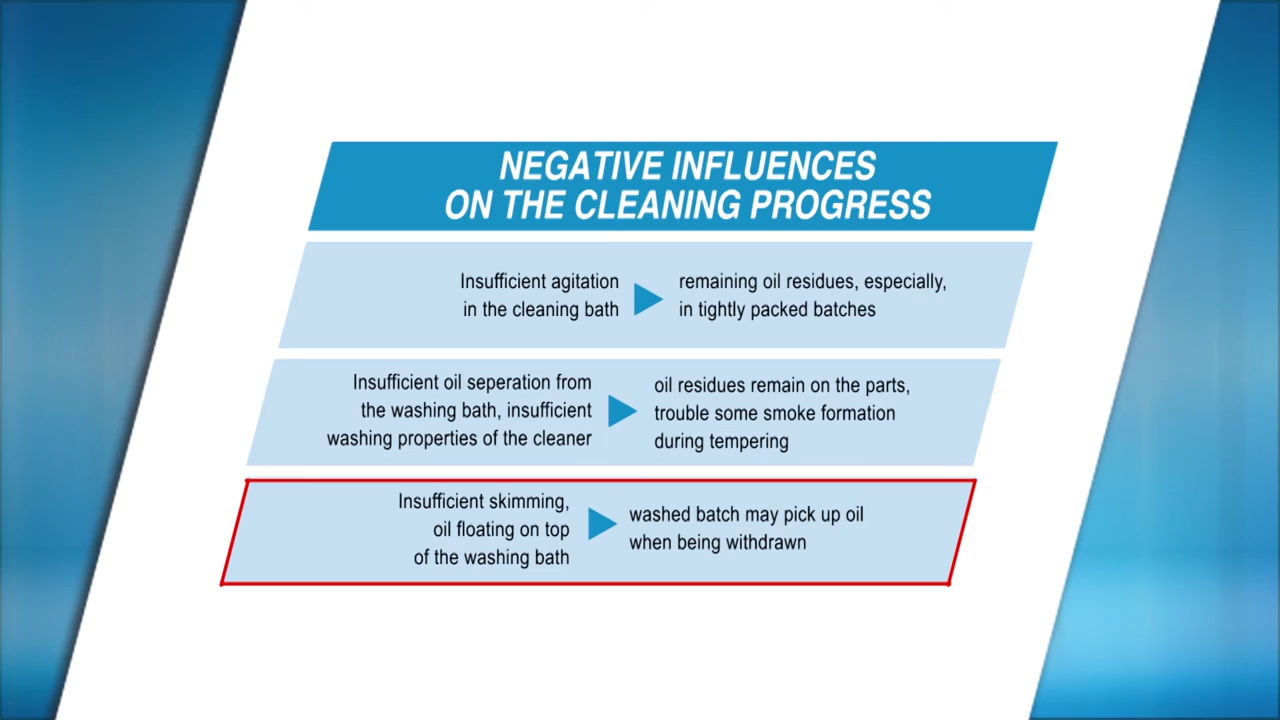 NEGATIVE INFLUENCES
ON THE CLEANING PROGRESS
Insufficient agitation
in the cleaning bath
remaining oil residues, especially,
in tightly packed batches
Insufficient oil seperation from
the washing bath, insufficient
washing properties of the cleaner
oil residues remain on the parts,
trouble some smoke formation
during tempering
Insufficient skimming,
oil floating on top
of the washing bath
washed batch may pick up oil
when being withdrawn